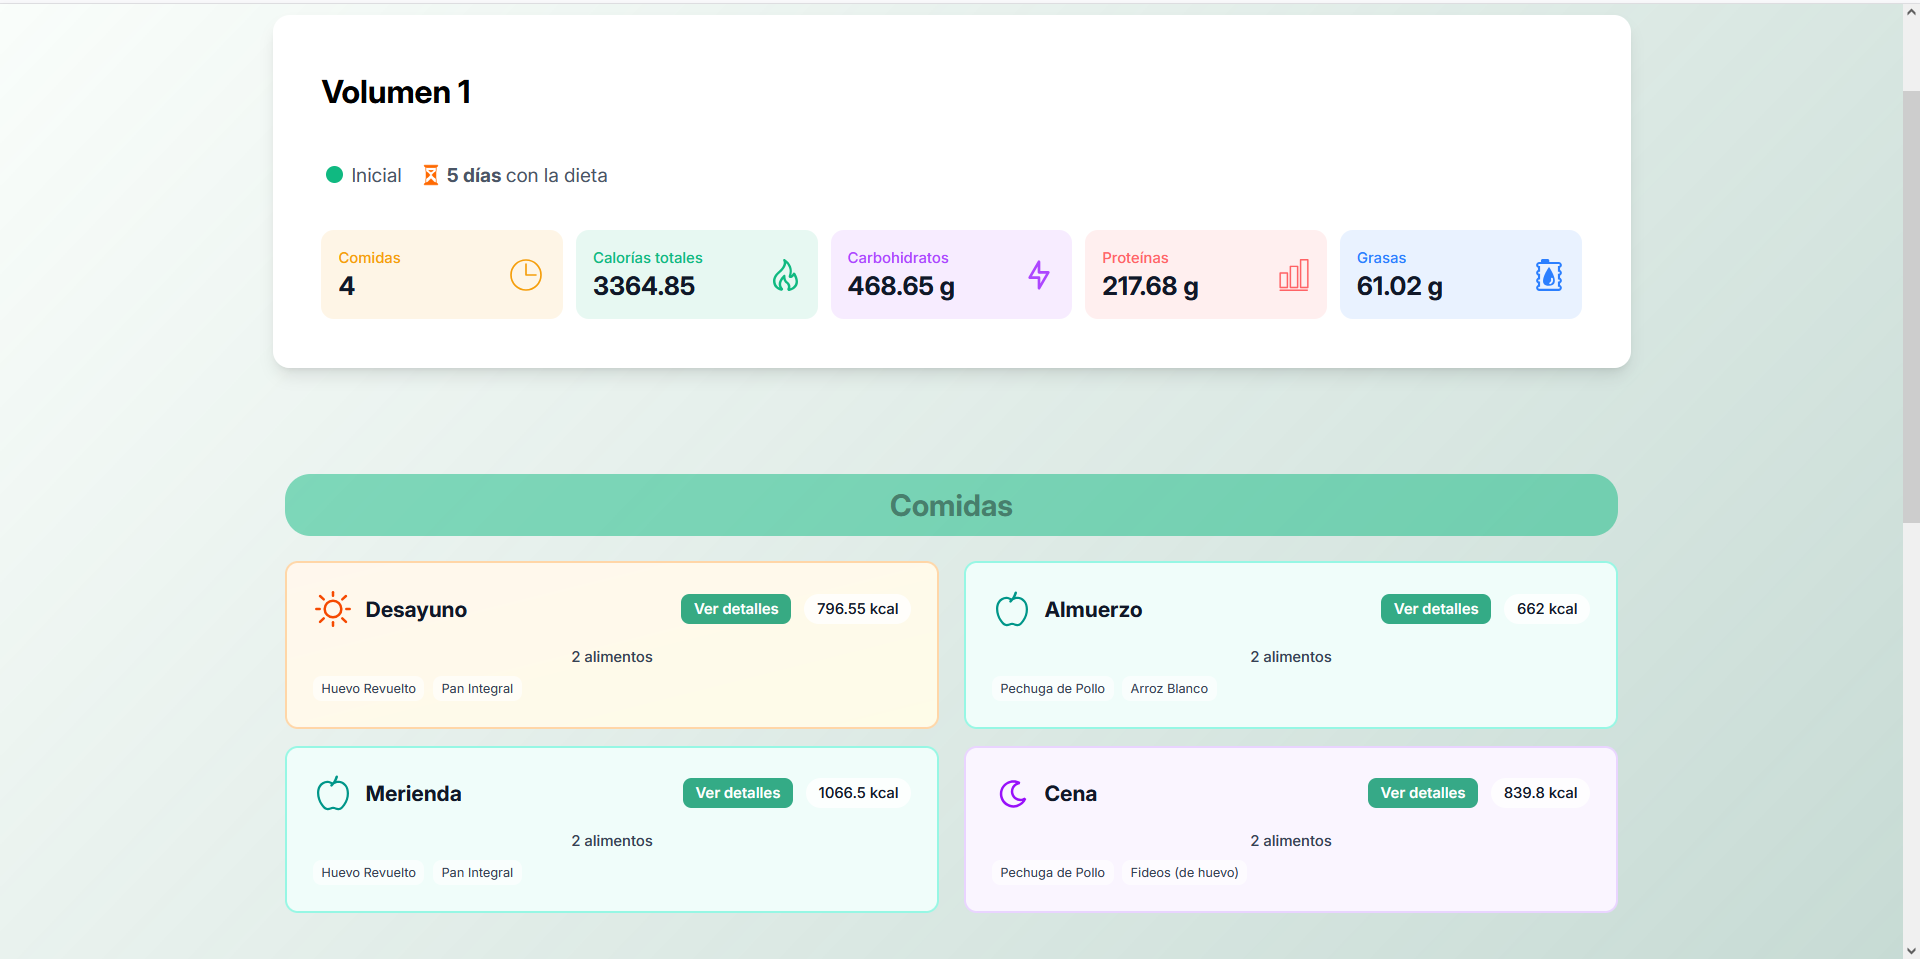 Volumen 1
Inicial 5 días con la dieta
Comidas
4
Calorías totales
3364.85
Carbohidratos
468.65 g
Proteínas
217.68 g
Grasas
61.02 g
Comidas
Desayuno Ver detalles 796.55 kcal
2 alimentos
Huevo Revuelto Pan Integral
Almuerzo Ver detalles 662 kcal
2 alimentos
Pechuga de Pollo Arroz Blanco
Merienda Ver detalles 1066.5 kcal
2 alimentos
Huevo Revuelto Pan Integral
Cena Ver detalles 839.8 kcal
2 alimentos
Pechuga de Pollo Fideos (de huevo)